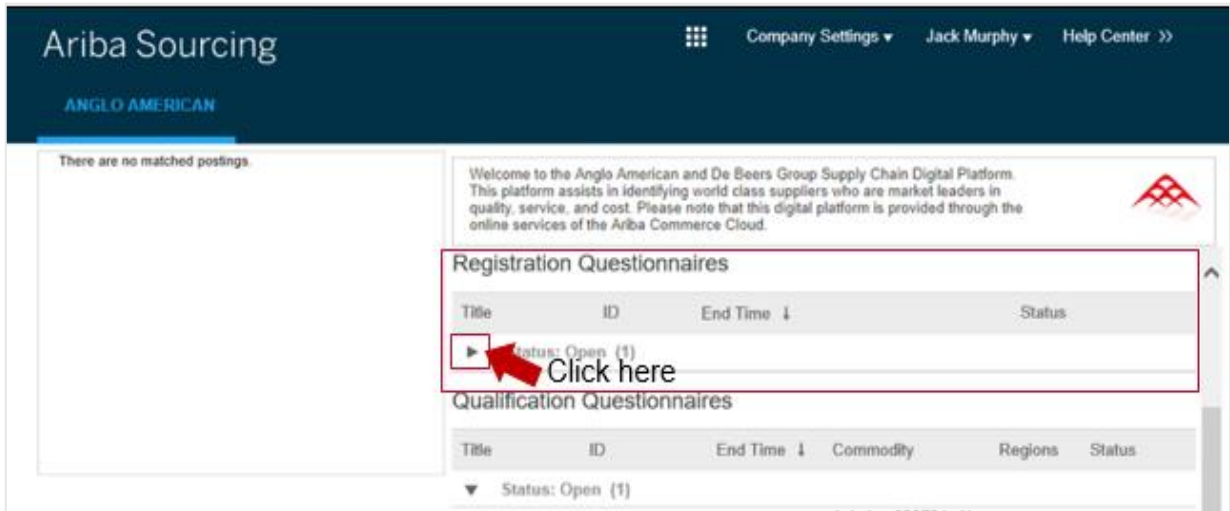 Ariba Sourcing
Company Settings ▾
Jack Murphy ▾
Help Center >>
ANGLO AMERICAN
There are no matched postings.
Welcome to the Anglo American and De Beers Group Supply Chain Digital Platform.
This platform assists in identifying world class suppliers who are market leaders in
quality, service, and cost. Please note that this digital platform is provided through the
online services of the Ariba Commerce Cloud.
Registration Questionnaires
Title ID End Time ↓ Status
► Status: Open (1)
Click here
Qualification Questionnaires
Title ID End Time ↓ Commodity Regions Status
▼ Status: Open (1)